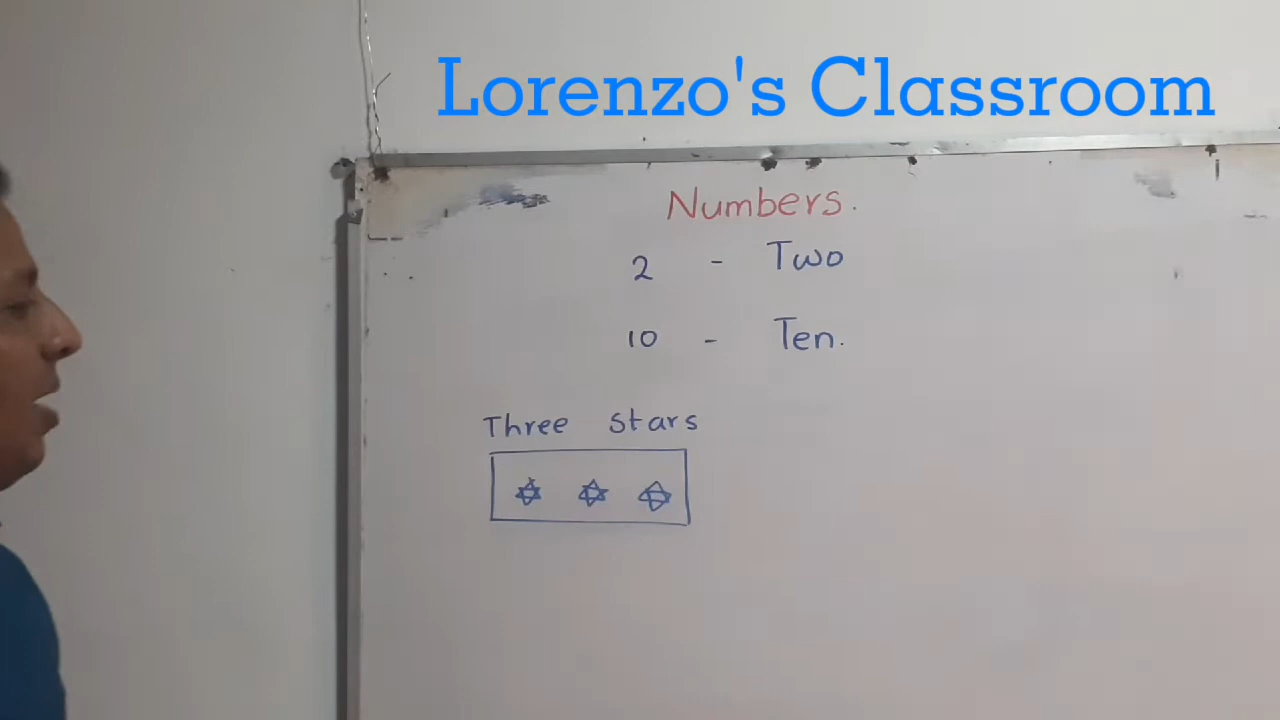 Lorenzo's Classroom
Numbers.
2 - Two
10 - Ten.
Three stars